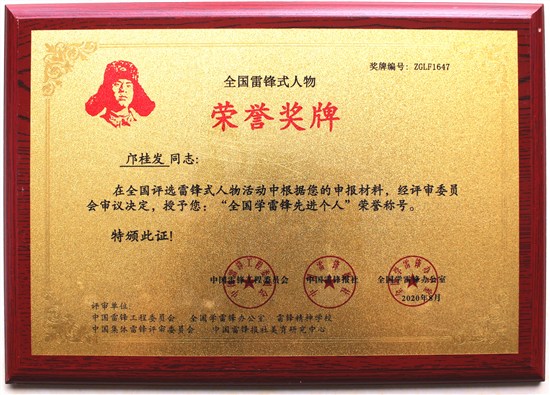 奖牌编号：ZGLF1647
全国雷锋式人物
荣誉奖牌
邝桂发 同志：
在全国评选雷锋式人物活动中根据您的申报材料，经评审委员
会审议决定，授予您：“全国学雷锋先进个人”荣誉称号。
特颁此证！
中国雷锋工程委员会 中国雷锋报社 全国学雷锋办公室
2020年8月
评审单位：
中国雷锋工程委员会 全国学雷锋办公室 雷锋精神学校
中国集体雷锋评审委员会 中国雷锋报社美育研究中心